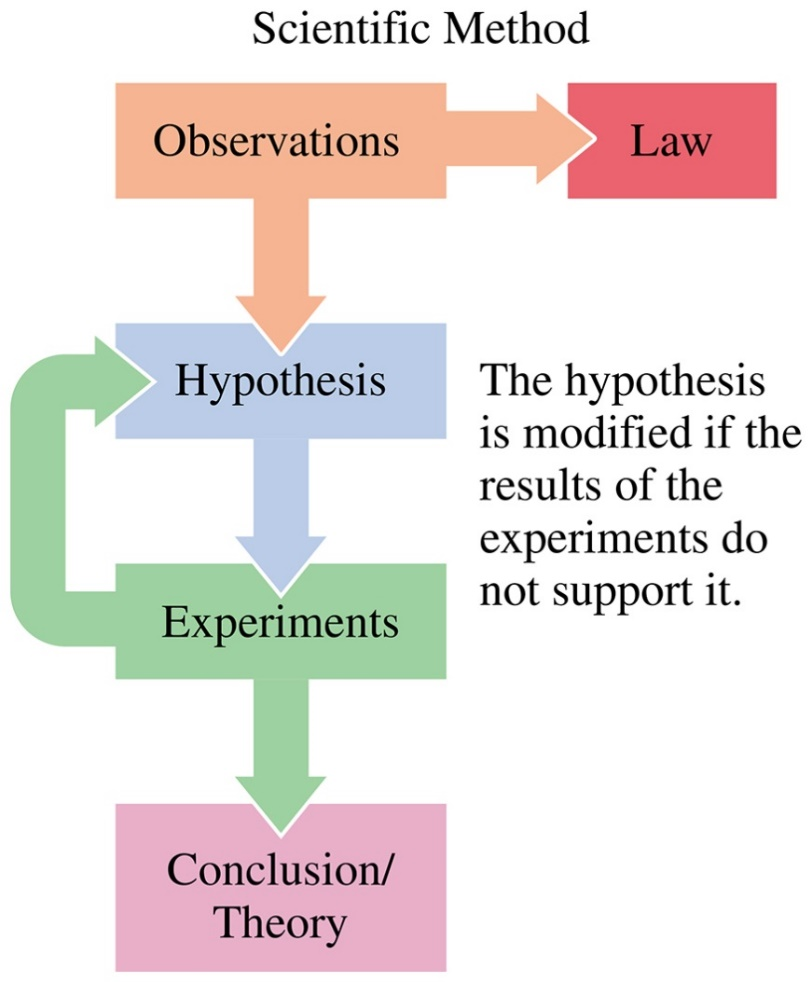 Scientific Method
Observations
Law
Hypothesis
The hypothesis
is modified if the
results of the
experiments do
not support it.
Experiments
Conclusion/
Theory